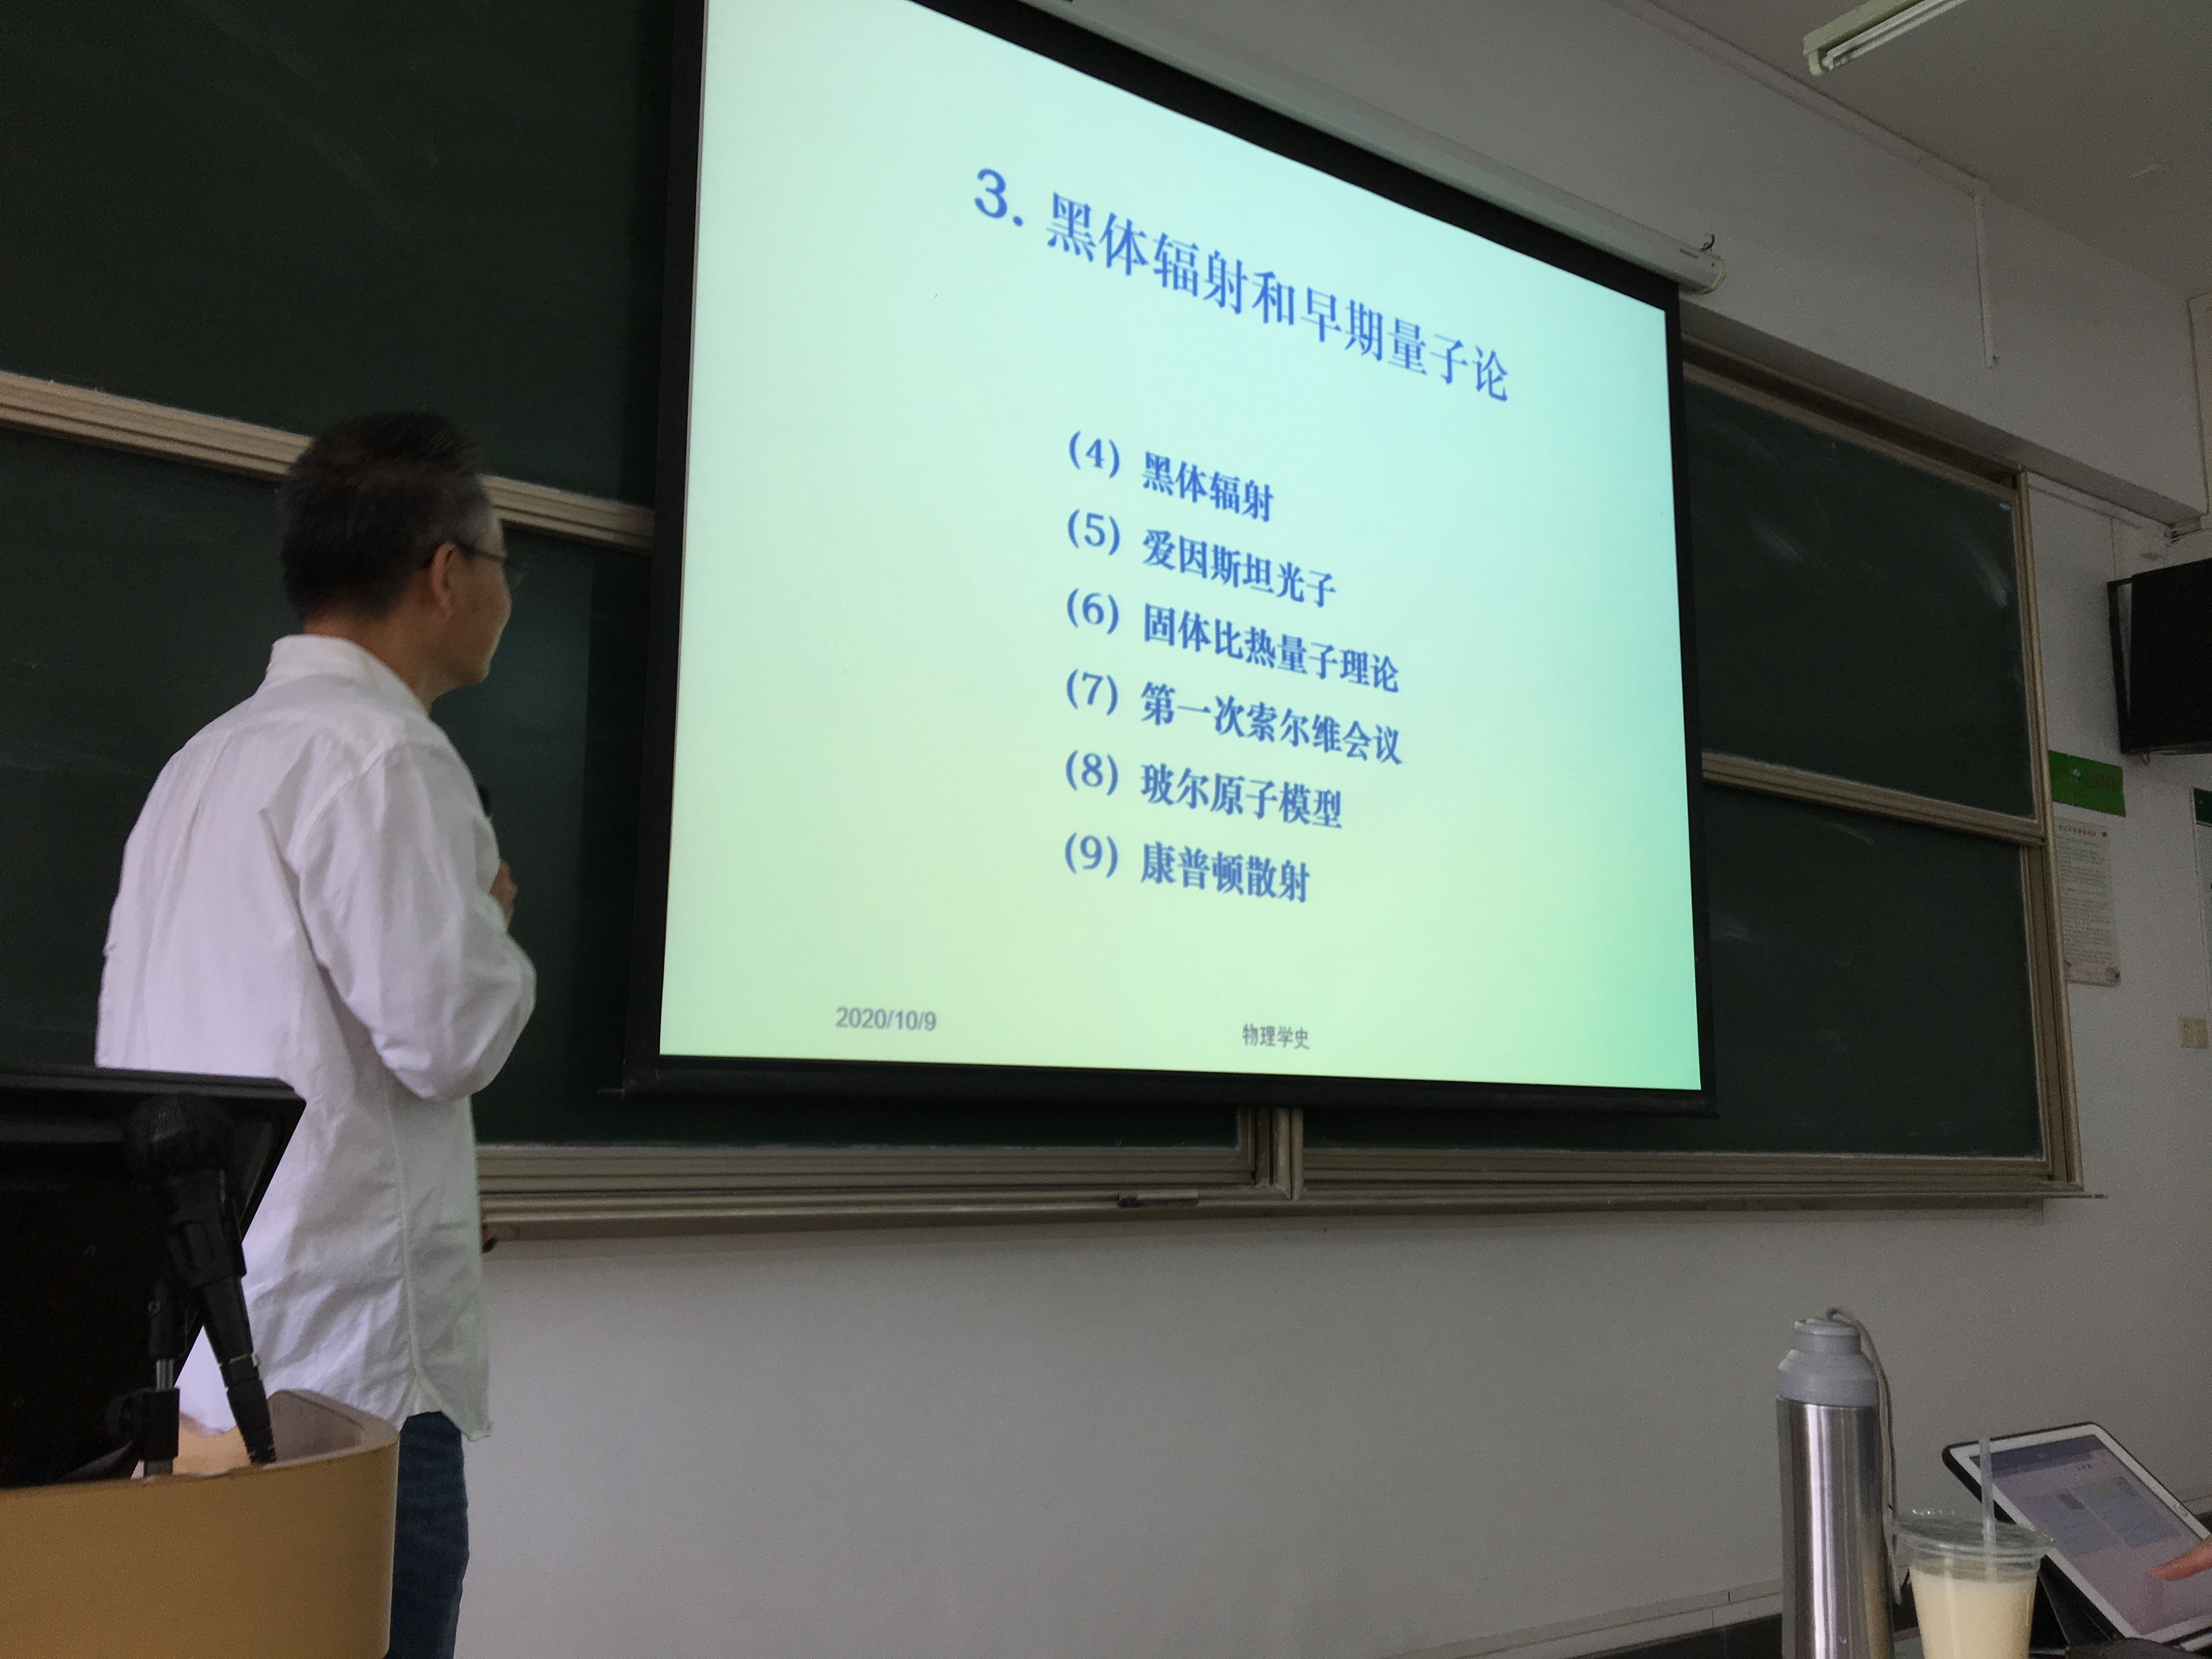 3. 黑体辐射和早期量子论
(4) 黑体辐射
(5) 爱因斯坦光子
(6) 固体比热量子理论
(7) 第一次索尔维会议
(8) 玻尔原子模型
(9) 康普顿散射
2020/10/9
物理学史